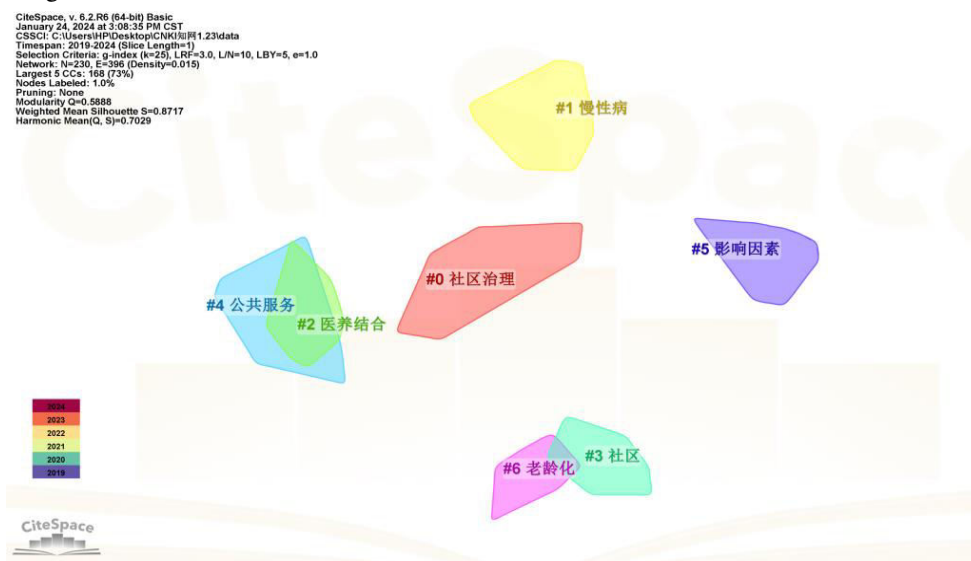 CiteSpace, v. 6.2.R6 (64-bit) Basic
January 24, 2024 at 3:08:35 PM CST
CSSCI: C:\Users\HP\Desktop\CNKI知网1.23\data
Timespan: 2019-2024 (Slice Length=1)
Selection Criteria: g-index (k=25), LRF=3.0, L/N=10, LBY=5, e=1.0
Network: N=230, E=396 (Density=0.015)
Largest 5 CCs: 168 (73%)
Nodes Labeled: 1.0%
Pruning: None
Modularity Q=0.5888
Weighted Mean Silhouette S=0.8717
Harmonic Mean(Q, S)=0.7029
#1 慢性病
CiteSpace
#5 影响因素
#0 社区治理
#4 公共服务
#2 医养结合
2024
2023
2022
2021
2020
2019
#3 社区
#6 老龄化
CiteSpace